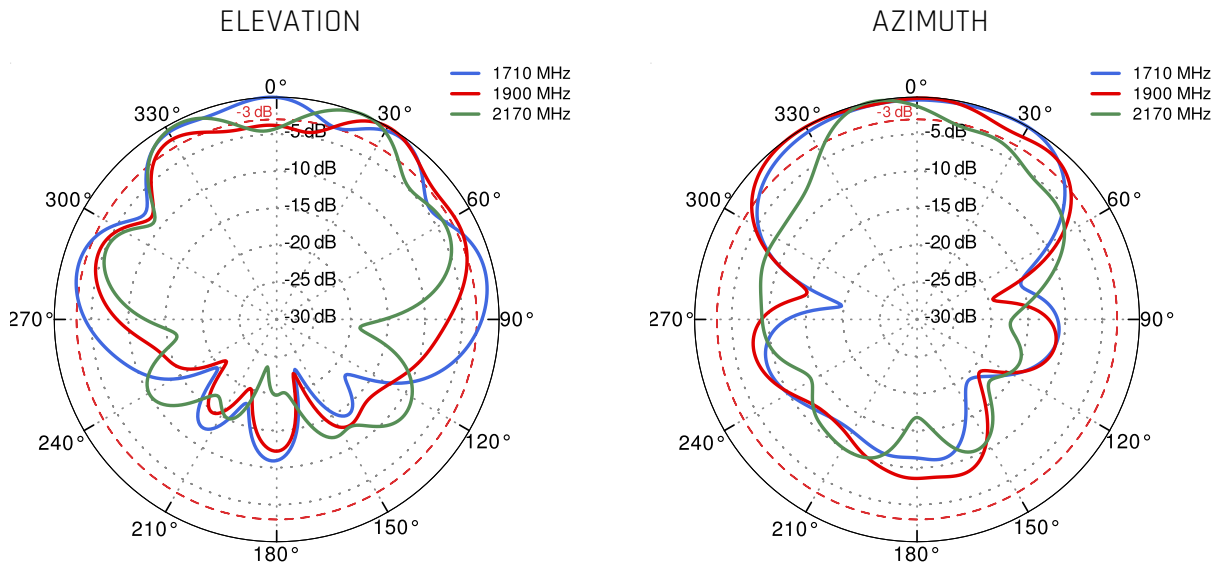 ELEVATION
1710 MHz
1900 MHz
2170 MHz
0°
-3 dB
30°
330°
-5 dB
-10 dB
300°
60°
-15 dB
-20 dB
-25 dB
-30 dB
270°
90°
240°
120°
210°
150°
180°
AZIMUTH
1710 MHz
1900 MHz
2170 MHz
0°
-3 dB
30°
330°
-5 dB
-10 dB
300°
60°
-15 dB
-20 dB
-25 dB
-30 dB
270°
90°
240°
120°
210°
150°
180°